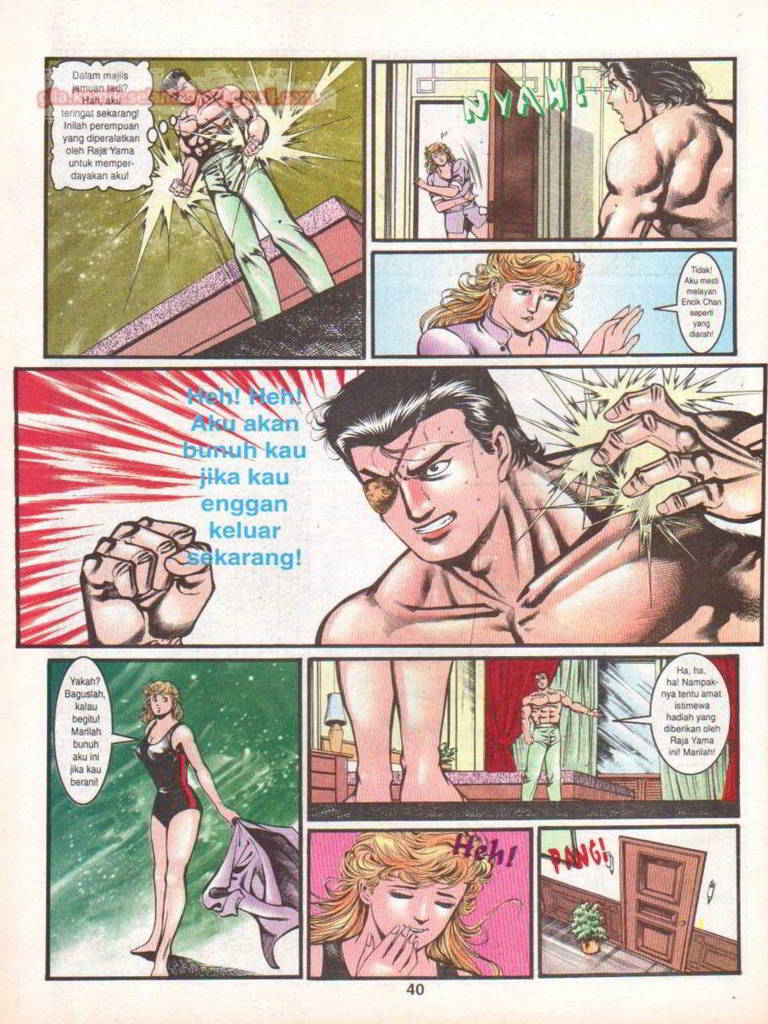 Dalam majlis
jamuan tadi?
Hah, aku
teringat sekarang!
Inilah perempuan
yang diperalatkan
oleh Raja Yama
untuk memper-
dayakan aku!
NYAH!
Tidak!
Aku mesti
melayan
Encik Chan
seperti
yang
diarah!
Heh! Heh!
Aku akan
bunuh kau
jika kau
enggan
keluar
sekarang!
Yakah?
Baguslah,
kalau
begitu!
Marilah
bunuh
aku ini
jika kau
berani!
Ha, ha,
ha! Nampak-
nya tentu amat
istimewa
hadiah yang
diberikan oleh
Raja Yama
ini! Marilah!
Heh!
PANG!
40